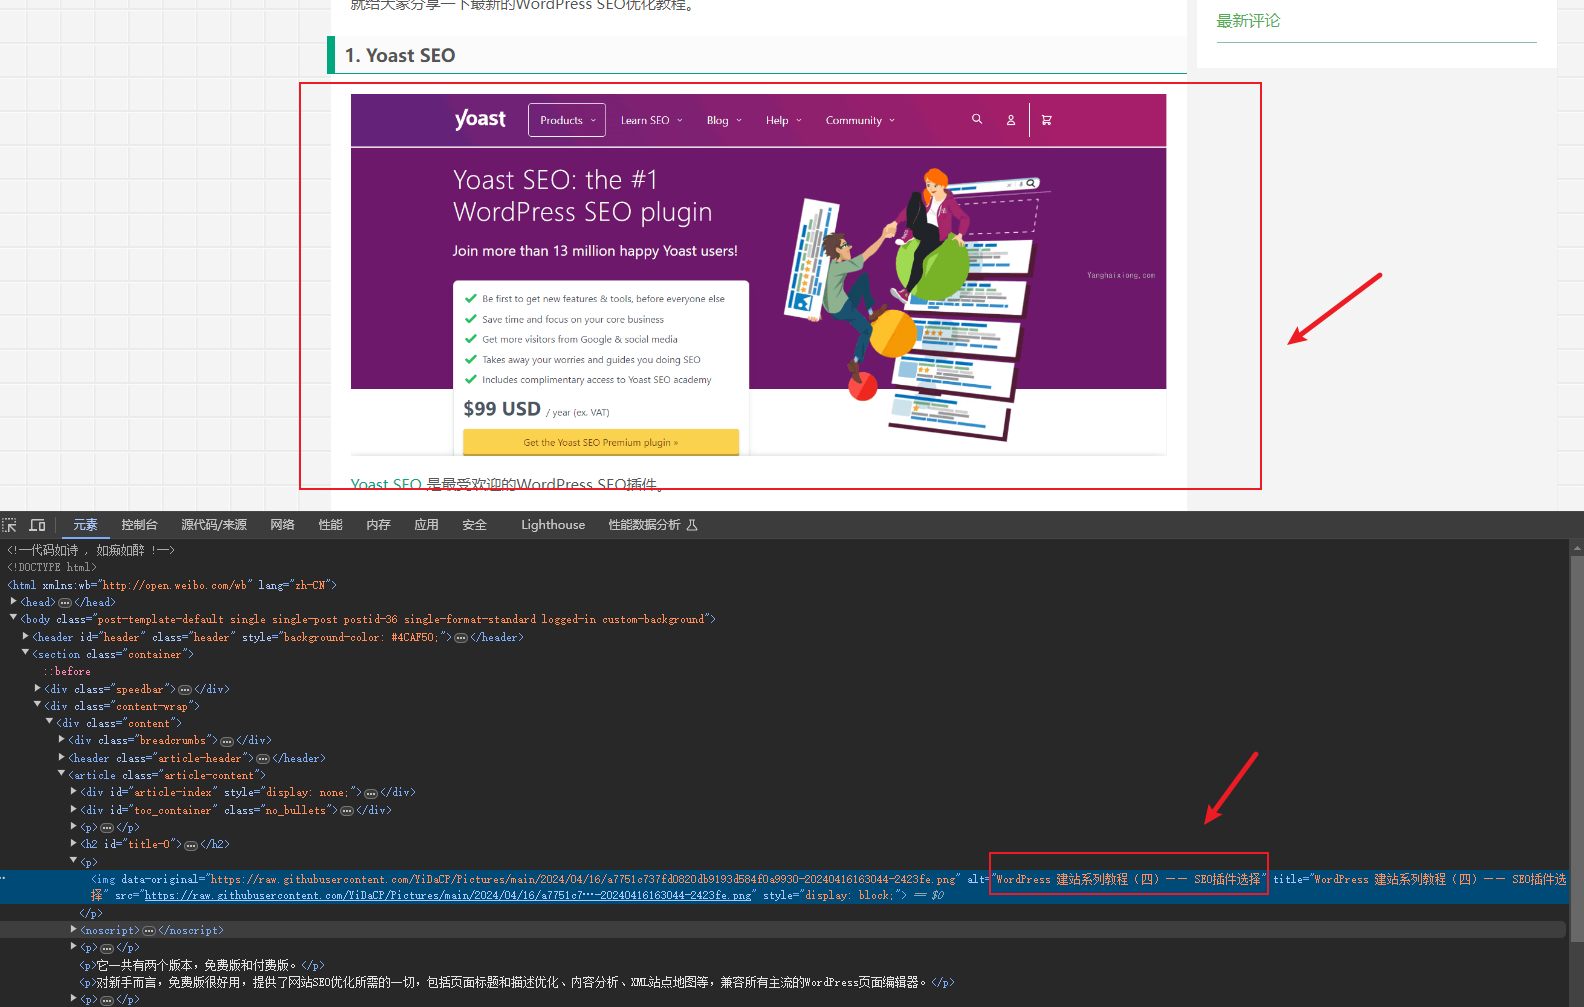 就给大家分享一下最新的WordPress SEO优化教程。
最新评论
1. Yoast SEO
yoast Products Learn SEO Blog Help Community
Yoast SEO: the #1
WordPress SEO plugin
Join more than 13 million happy Yoast users!
Yanghaixiong.com
Be first to get new features & tools, before everyone else
Save time and focus on your core business
Get more visitors from Google & social media
Takes away your worries and guides you doing SEO
Includes complimentary access to Yoast SEO academy
$99 USD / year (ex. VAT)
Get the Yoast SEO Premium plugin »
Yoast SEO 是最受欢迎的WordPress SEO插件。
元素 控制台 源代码/来源 网络 性能 内存 应用 安全 Lighthouse 性能数据分析
<!—代码如诗 , 如痴如醉 !—>
<!DOCTYPE html>
<html xmlns:wb="http://open.weibo.com/wb" lang="zh-CN">
<head>…</head>
<body class="post-template-default single single-post postid-36 single-format-standard logged-in custom-background">
<header id="header" class="header" style="background-color: #4CAF50;">…</header>
<section class="container">
::before
<div class="speedbar">…</div>
<div class="content-wrap">
<div class="content">
<div class="breadcrumbs">…</div>
<header class="article-header">…</header>
<article class="article-content">
<div id="article-index" style="display: none;">…</div>
<div id="toc_container" class="no_bullets">…</div>
<p>…</p>
<h2 id="title-0">…</h2>
<p>
<img data-original="https://raw.githubusercontent.com/YiDaCP/Pictures/main/2024/04/16/a7751c737fd0820db9193d584f0a9930-20240416163044-2423fe.png" alt="WordPress 建站系列教程（四）—— SEO插件选择" title="WordPress 建站系列教程（四）—— SEO插件选
择" src="https://raw.githubusercontent.com/YiDaCP/Pictures/main/2024/04/16/a7751c7…-20240416163044-2423fe.png" style="display: block;"> == $0
</p>
<noscript>…</noscript>
<p>…</p>
<p>它一共有两个版本，免费版和付费版。</p>
<p>对新手而言，免费版很好用，提供了网站SEO优化所需的一切，包括页面标题和描述优化、内容分析、XML站点地图等，兼容所有主流的WordPress页面编辑器。</p>
<p>…</p>